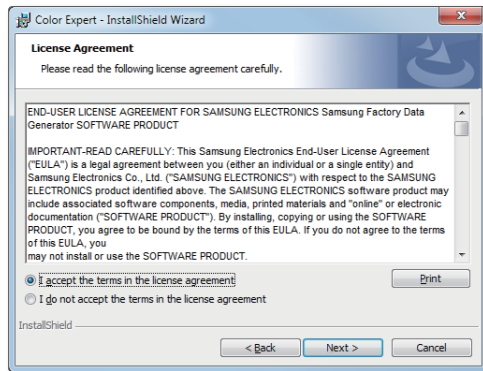 Color Expert - InstallShield Wizard
License Agreement
Please read the following license agreement carefully.
END-USER LICENSE AGREEMENT FOR SAMSUNG ELECTRONICS Samsung Factory Data
Generator SOFTWARE PRODUCT
IMPORTANT-READ CAREFULLY: This Samsung Electronics End-User License Agreement
("EULA") is a legal agreement between you (either an individual or a single entity) and
Samsung Electronics Co., Ltd. ("SAMSUNG ELECTRONICS") with respect to the SAMSUNG
ELECTRONICS product identified above. The SAMSUNG ELECTRONICS software product may
include associated software components, media, printed materials and "online" or electronic
documentation ("SOFTWARE PRODUCT"). By installing, copying or using the SOFTWARE
PRODUCT, you agree to be bound by the terms of this EULA. If you do not agree to the terms
of this EULA, you
may not install or use the SOFTWARE PRODUCT.
I accept the terms in the license agreement
Print
I do not accept the terms in the license agreement
InstallShield
< Back
Next >
Cancel